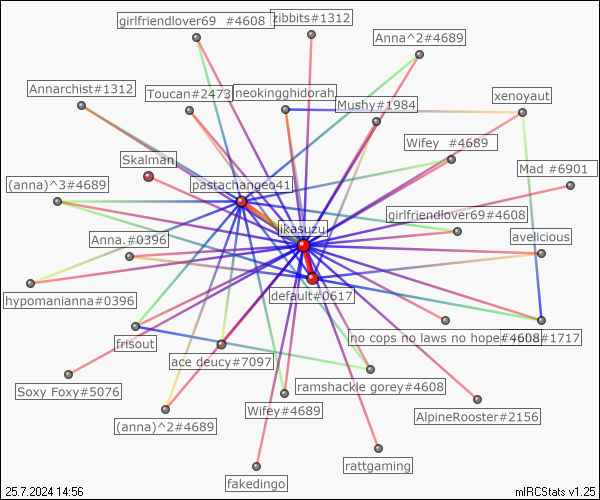 girlfriendlover69 #4608
zibbits#1312
Anna^2#4689
Annarchist#1312
Toucan#2473
neokingghidorah
Mushy#1984
xenoyaut
Wifey #4689
Skalman
Mad #6901
(anna)^3#4689
pastachangeo41
girlfriendlover69#4608
ikasuzu
Anna.#0396
avelicious
hypomanianna#0396
default#0617
frisout
no cops no laws no hope#4608
#1717
ace deucy#7097
Soxy Foxy#5076
ramshackle gorey#4608
Wifey#4689
AlpineRooster#2156
(anna)^2#4689
rattgaming
fakedingo
25.7.2024 14:56
mIRCStats v1.25